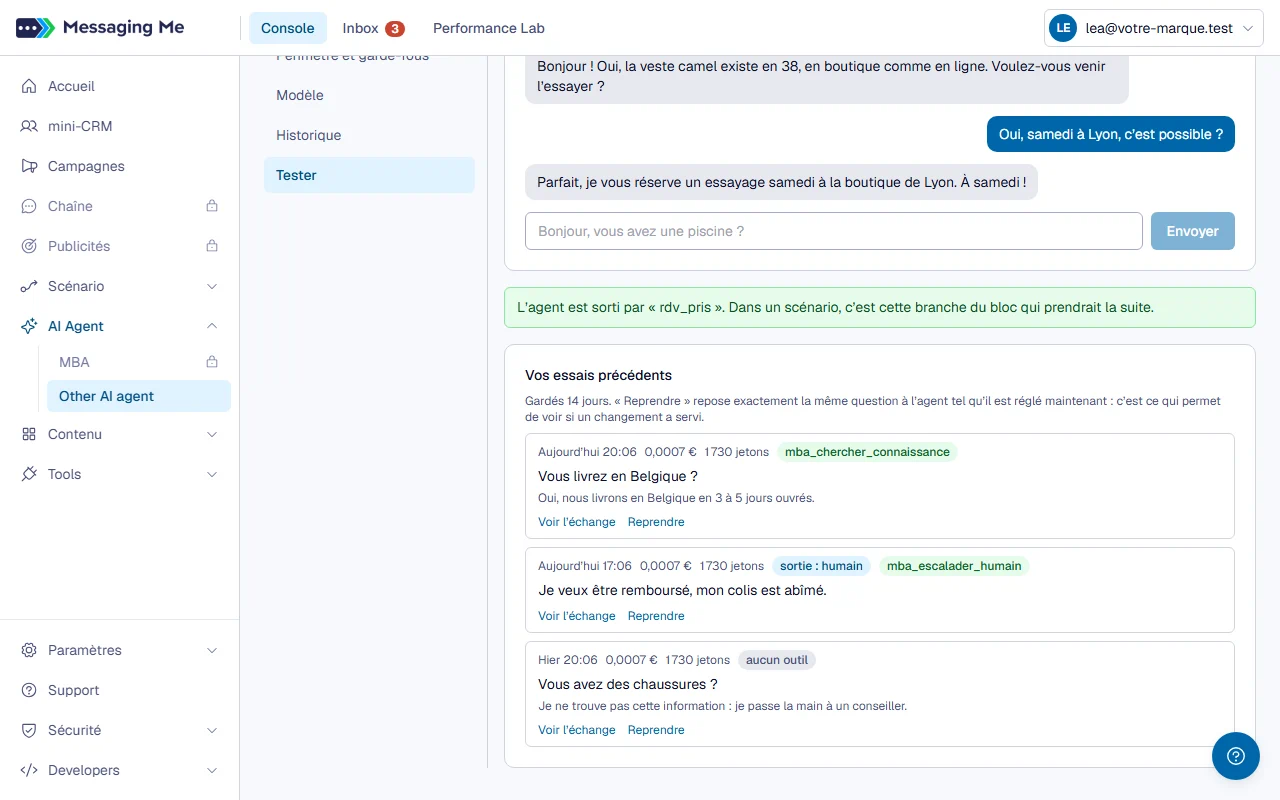 Messaging Me
Console
Inbox 3
Performance Lab
LE lea@votre-marque.test
Accueil
mini-CRM
Campagnes
Chaîne
Publicités
Scénario
AI Agent
MBA
Other AI agent
Contenu
Tools
Paramètres
Support
Sécurité
Developers
Périmètre et garde-fous
Modèle
Historique
Tester
Bonjour ! Oui, la veste camel existe en 38, en boutique comme en ligne. Voulez-vous venir
l'essayer ?
Oui, samedi à Lyon, c'est possible ?
Parfait, je vous réserve un essayage samedi à la boutique de Lyon. À samedi !
Bonjour, vous avez une piscine ?
Envoyer
L'agent est sorti par « rdv_pris ». Dans un scénario, c'est cette branche du bloc qui prendrait la suite.
Vos essais précédents
Gardés 14 jours. « Reprendre » repose exactement la même question à l'agent tel qu'il est réglé maintenant : c'est ce qui permet
de voir si un changement a servi.
Aujourd'hui 20:06 0,0007 € 1 730 jetons mba_chercher_connaissance
Vous livrez en Belgique ?
Oui, nous livrons en Belgique en 3 à 5 jours ouvrés.
Voir l'échange Reprendre
Aujourd'hui 17:06 0,0007 € 1 730 jetons sortie : humain mba_escalader_humain
Je veux être remboursé, mon colis est abîmé.
Voir l'échange Reprendre
Hier 20:06 0,0007 € 1 730 jetons aucun outil
Vous avez des chaussures ?
Je ne trouve pas cette information : je passe la main à un conseiller.
Voir l'échange Reprendre